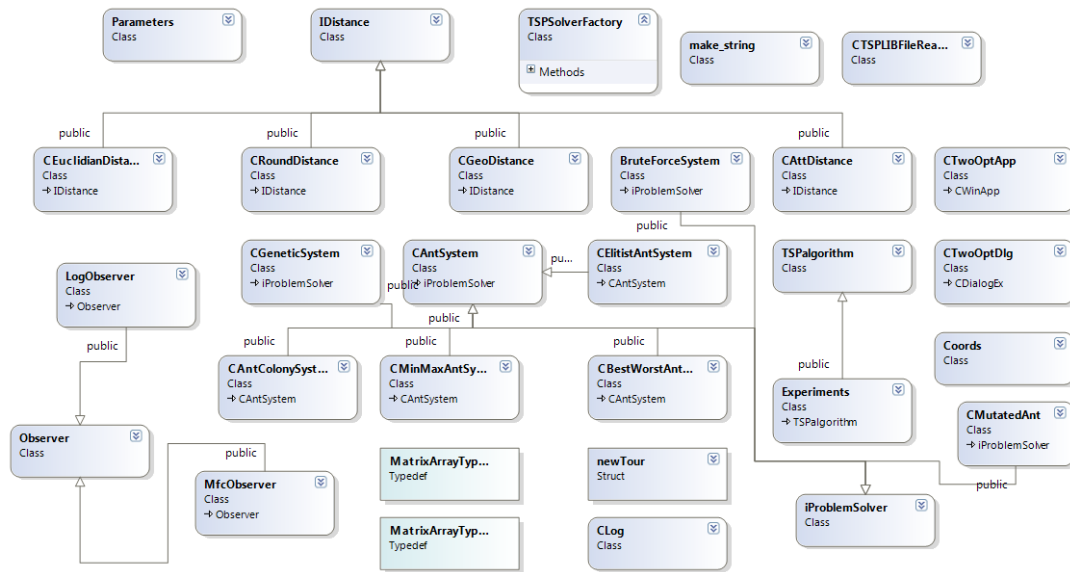 Parameters
Class
IDistance
Class
TSPSolverFactory
Class
Methods
make_string
Class
CTSPLIBFileRea...
Class
public
public
public
public
CEuclidianDista...
Class
IDistance
CRoundDistance
Class
IDistance
CGeoDistance
Class
IDistance
BruteForceSystem
Class
iProblemSolver
CAttDistance
Class
IDistance
CTwoOptApp
Class
CWinApp
public
CGeneticSystem
Class
iProblemSolver
public
CAntSystem
Class
iProblemSolver
pu...
CElitistAntSystem
Class
CAntSystem
TSPalgorithm
Class
CTwoOptDlg
Class
CDialogEx
LogObserver
Class
Observer
public
public
public
public
public
public
CAntColonySyst...
Class
CAntSystem
CMinMaxAntSy...
Class
CAntSystem
CBestWorstAnt...
Class
CAntSystem
Coords
Class
public
Experiments
Class
TSPalgorithm
CMutatedAnt
Class
iProblemSolver
public
Observer
Class
public
MfcObserver
Class
Observer
MatrixArrayTyp...
Typedef
newTour
Struct
iProblemSolver
Class
MatrixArrayTyp...
Typedef
CLog
Class